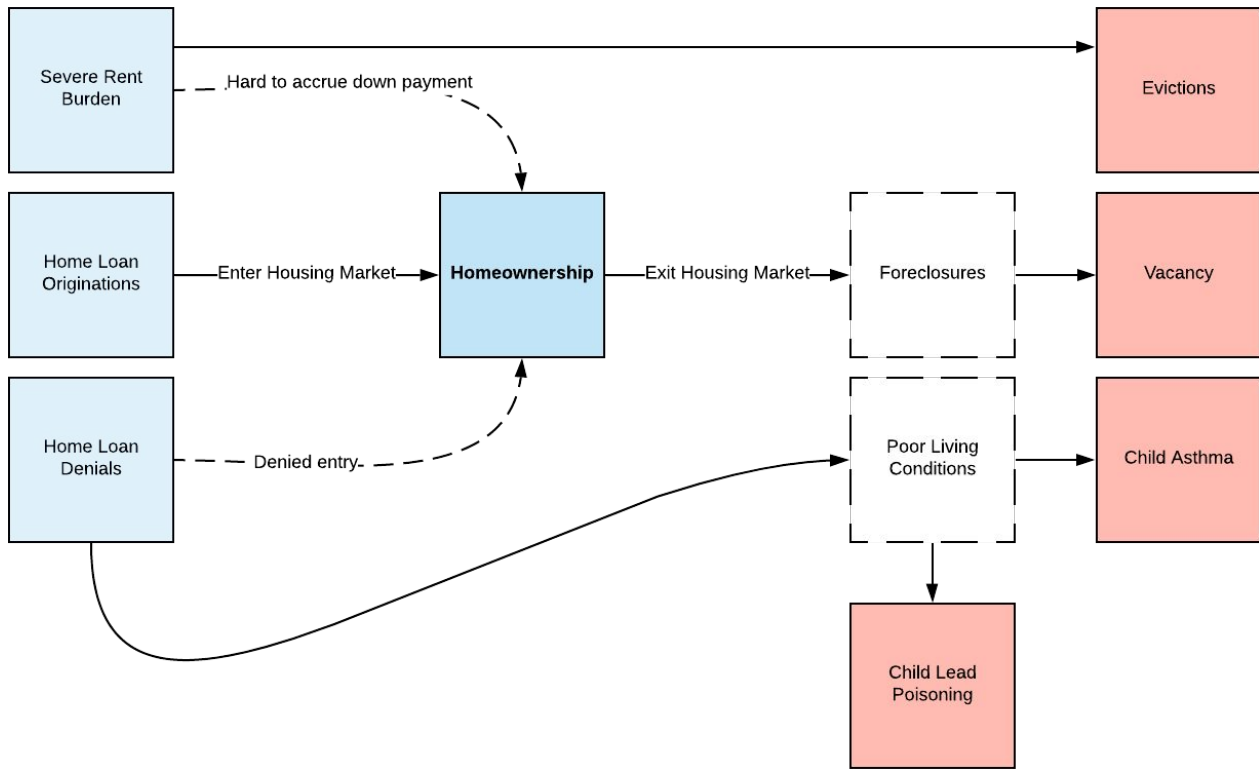 Severe Rent
Burden
Hard to accrue down payment
Evictions
Home Loan
Originations
Enter Housing Market
Homeownership
Exit Housing Market
Foreclosures
Vacancy
Home Loan
Denials
Denied entry
Poor Living
Conditions
Child Asthma
Child Lead
Poisoning